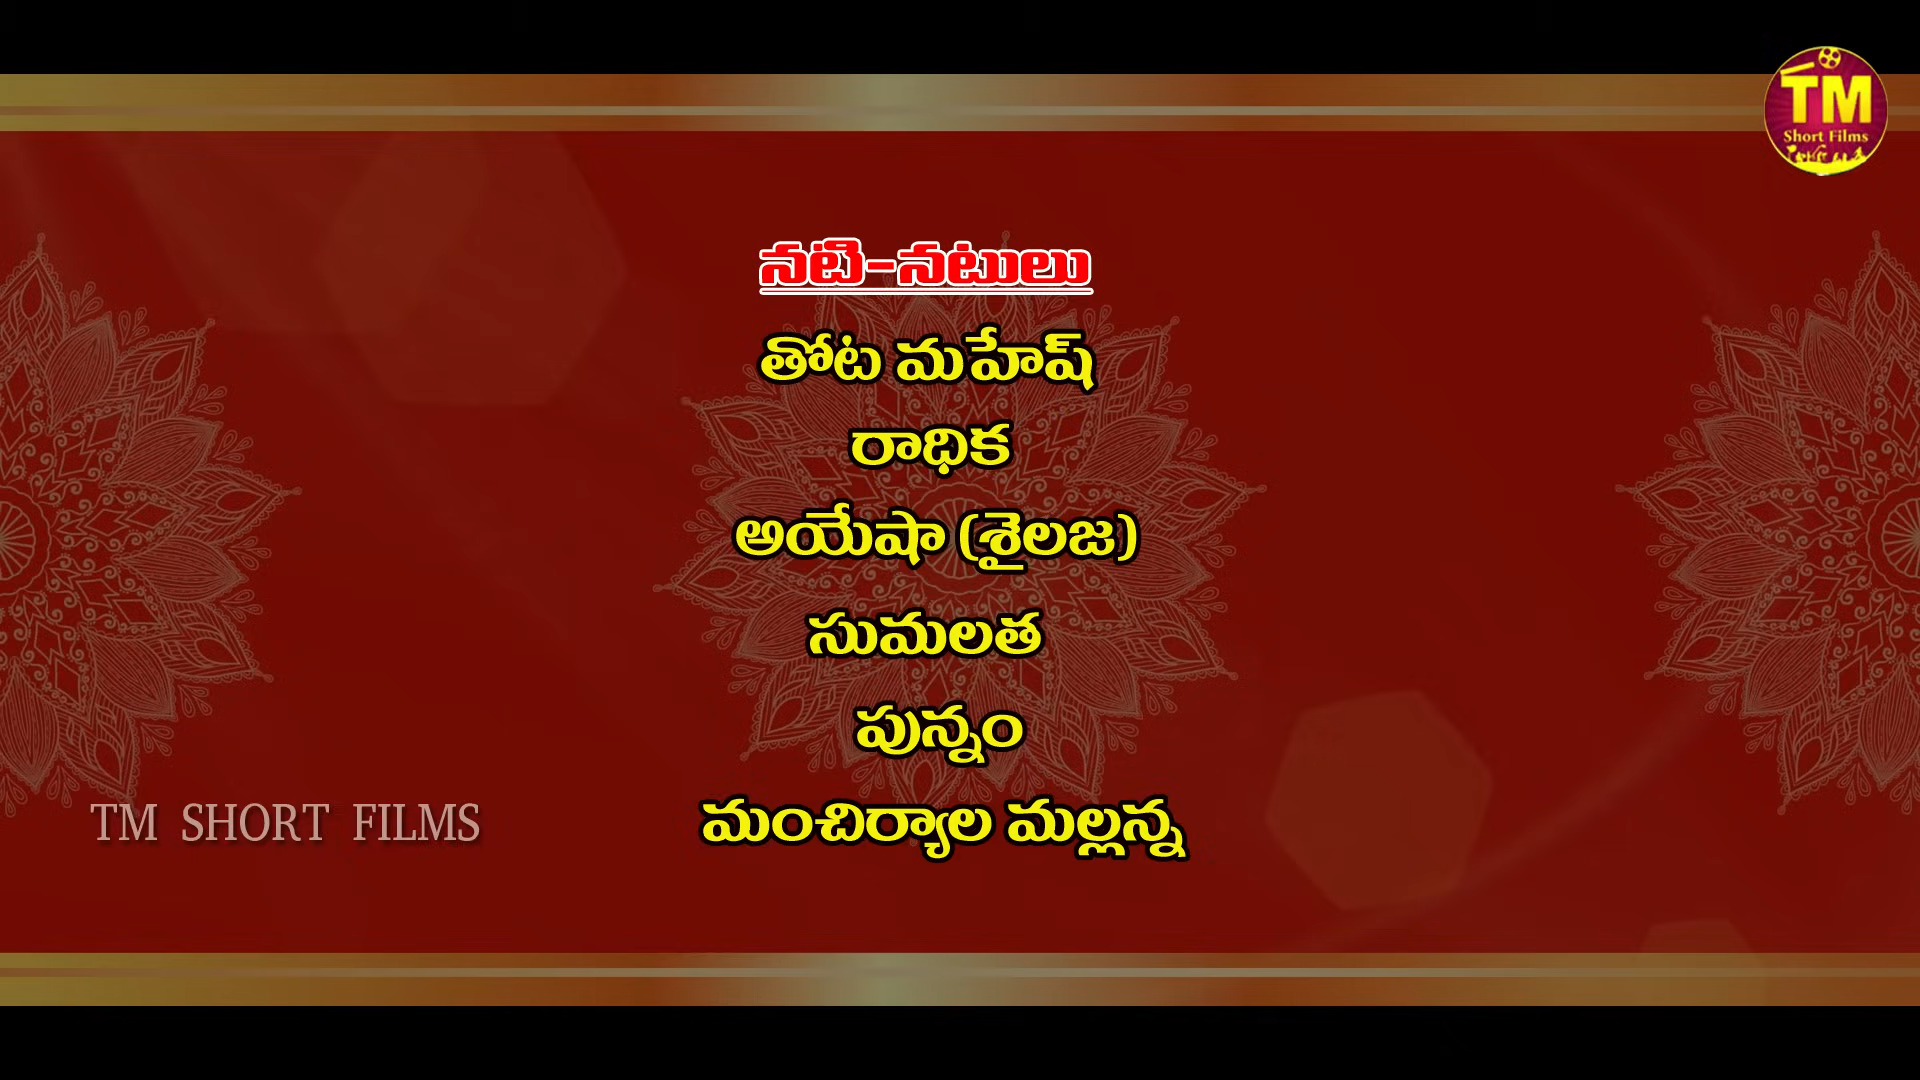 TM
Short Films
నటి-నటులు
తోట మహేష్
రాధిక
అయేషా (శైలజ)
సుమలత
పున్నం
మంచిర్యాల మల్లన్న
TM SHORT FILMS